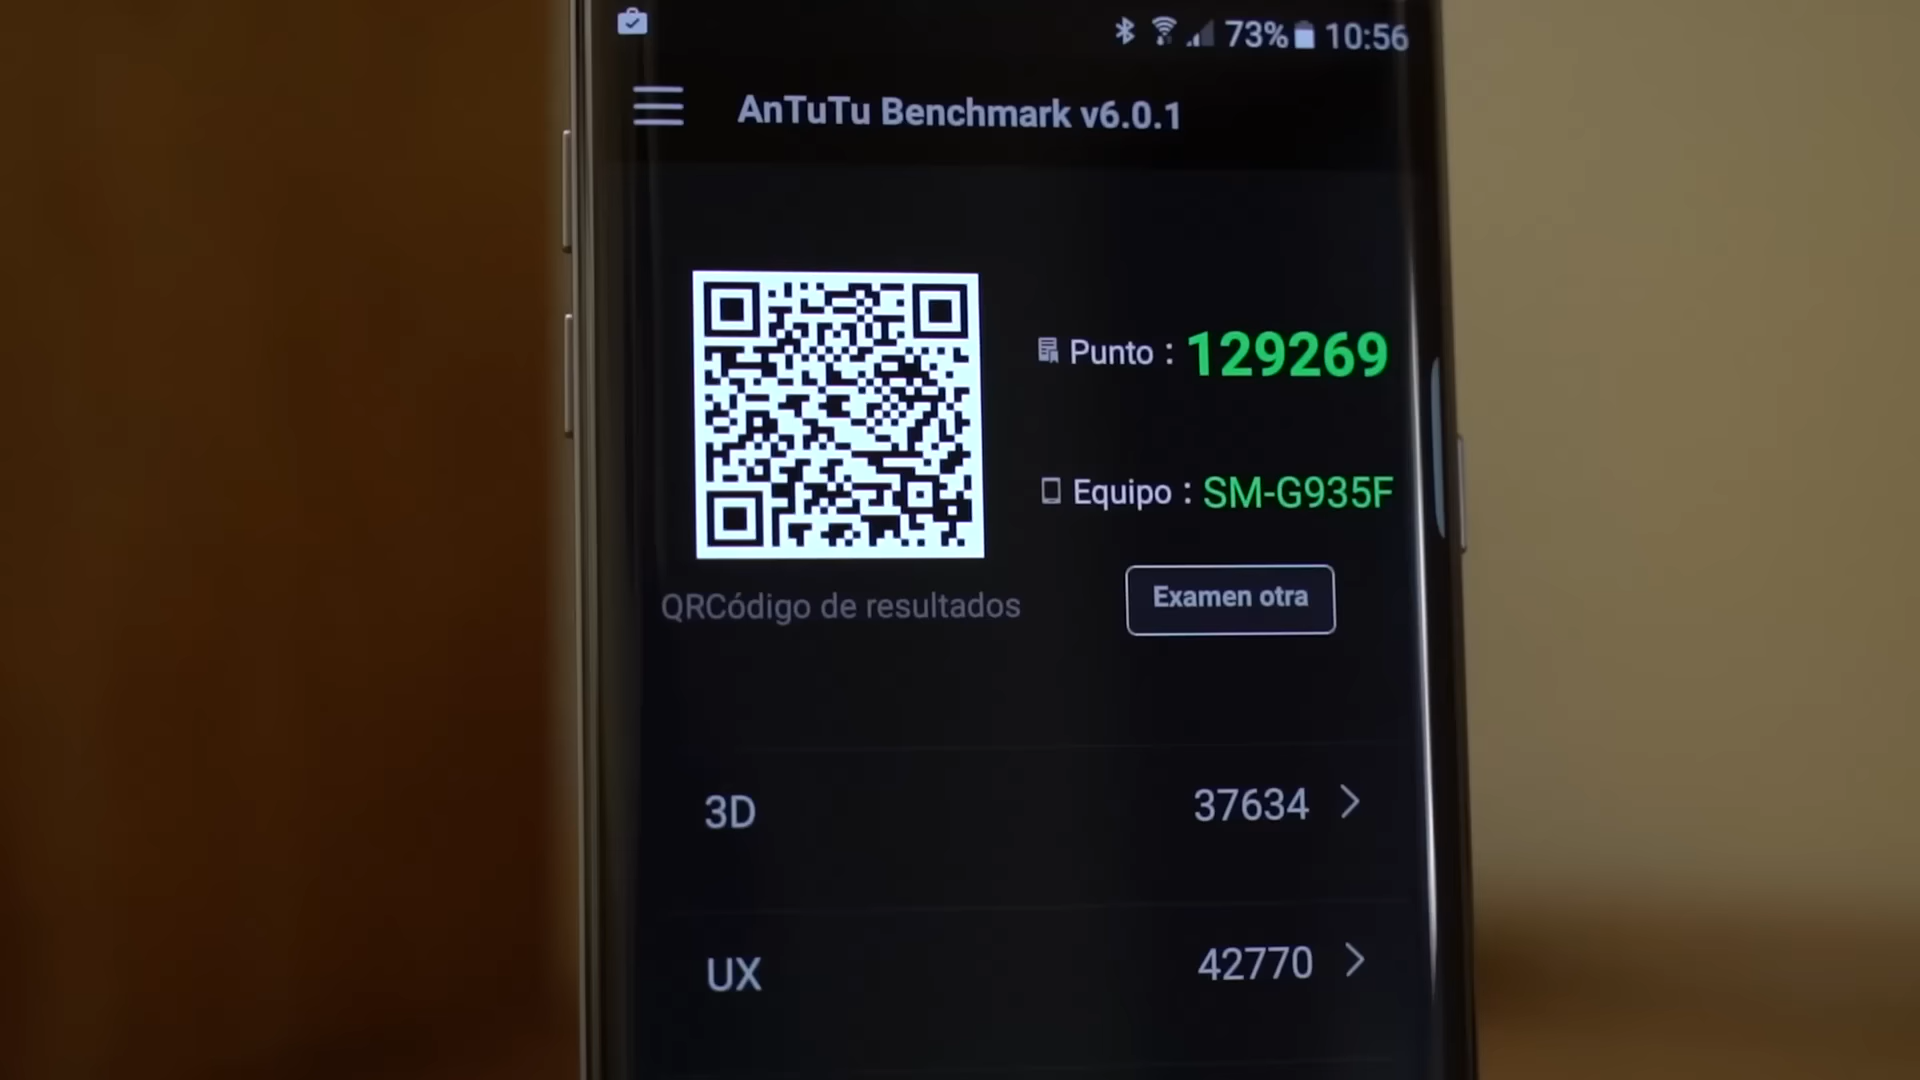 73% 10:56
AnTuTu Benchmark v6.0.1
Punto : 129269
Equipo : SM-G935F
Examen otra
QRCódigo de resultados
3D 37634
UX 42770